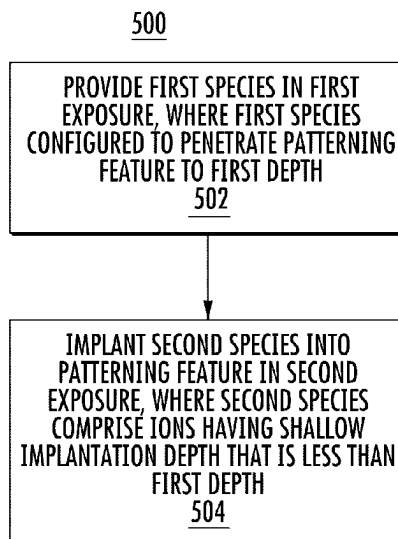 500
PROVIDE FIRST SPECIES IN FIRST
EXPOSURE, WHERE FIRST SPECIES
CONFIGURED TO PENETRATE PATTERNING
FEATURE TO FIRST DEPTH
502
IMPLANT SECOND SPECIES INTO
PATTERNING FEATURE IN SECOND
EXPOSURE, WHERE SECOND SPECIES
COMPRISE IONS HAVING SHALLOW
IMPLANTATION DEPTH THAT IS LESS THAN
FIRST DEPTH
504